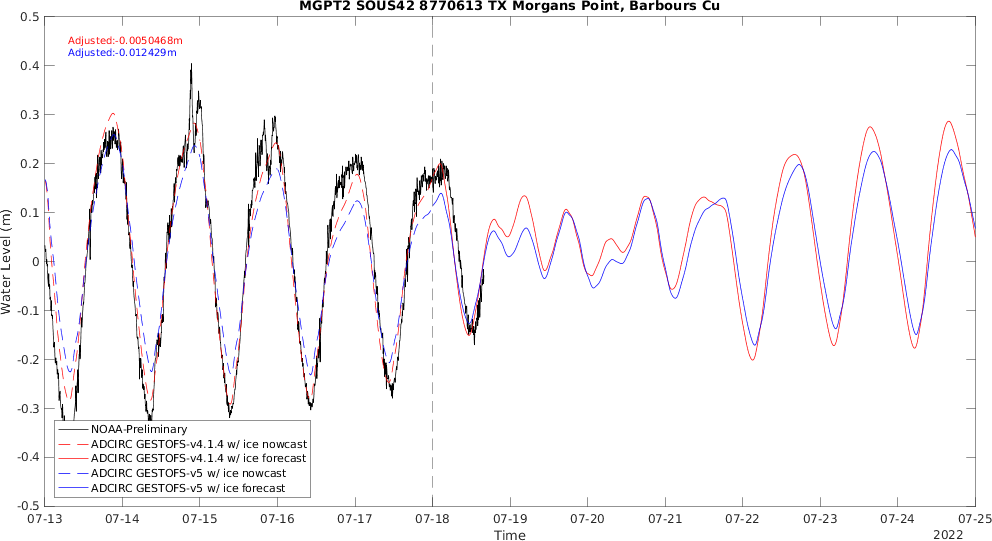 MGPT2 SOUS42 8770613 TX Morgans Point, Barbours Cu
Adjusted:-0.0050468m
Adjusted:-0.012429m
0.5
0.4
0.3
0.2
0.1
0
-0.1
-0.2
-0.3
-0.4
-0.5
Water Level (m)
NOAA-Preliminary
ADCIRC GESTOFS-v4.1.4 w/ ice nowcast
ADCIRC GESTOFS-v4.1.4 w/ ice forecast
ADCIRC GESTOFS-v5 w/ ice nowcast
ADCIRC GESTOFS-v5 w/ ice forecast
07-13 07-14 07-15 07-16 07-17 07-18 07-19 07-20 07-21 07-22 07-23 07-24 07-25
Time
2022